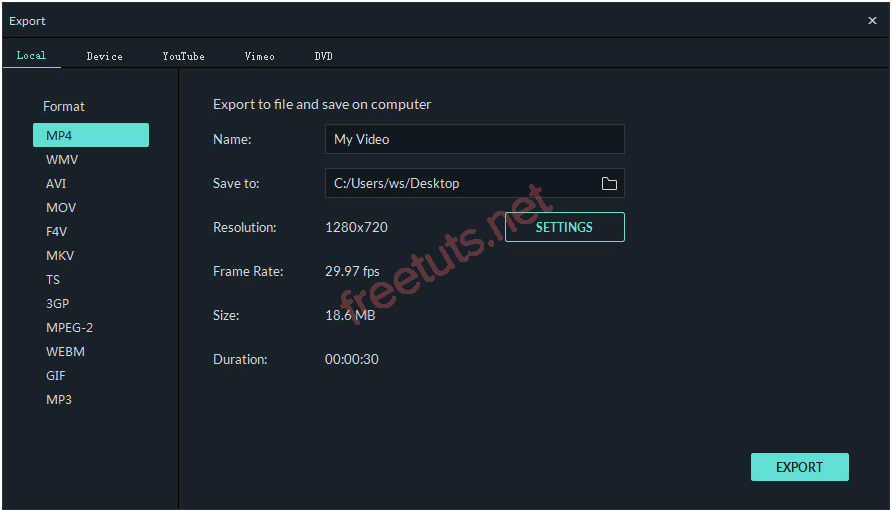 Export
Local Device YouTube Vimeo DVD
Format
MP4
WMV
AVI
MOV
F4V
MKV
TS
3GP
MPEG-2
WEBM
GIF
MP3
Export to file and save on computer
Name: My Video
Save to: C:/Users/ws/Desktop
Resolution: 1280x720 SETTINGS
Frame Rate: 29.97 fps
Size: 18.6 MB
Duration: 00:00:30
EXPORT
freetuts.net